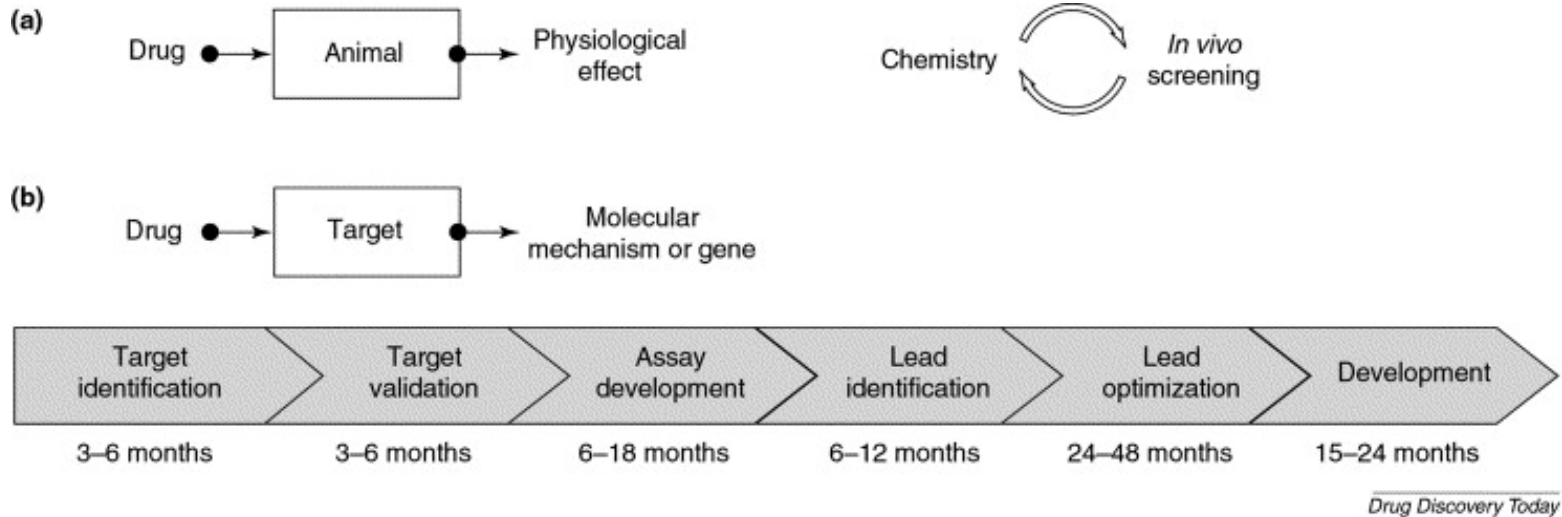 (a)
Drug
Animal
Physiological
effect
Chemistry
In vivo
screening
(b)
Drug
Target
Molecular
mechanism or gene
Target
identification
Target
validation
Assay
development
Lead
identification
Lead
optimization
Development
3–6 months
3–6 months
6–18 months
6–12 months
24–48 months
15–24 months
Drug Discovery Today